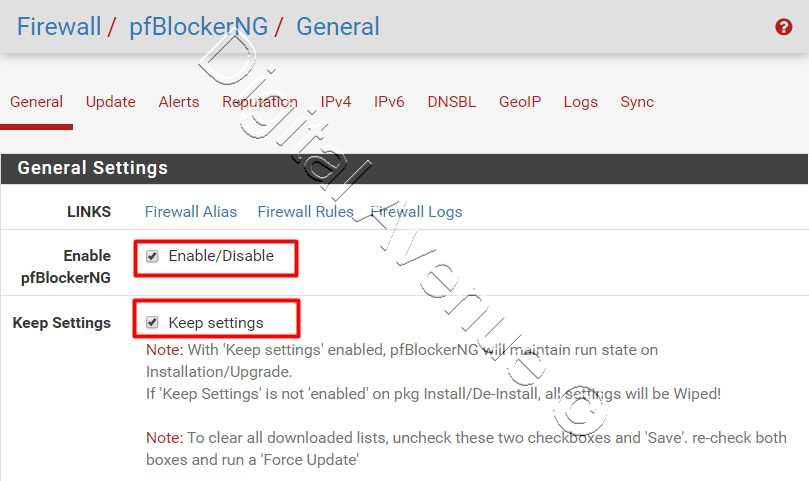 Firewall / pfBlockerNG / General
General Update Alerts Reputation IPv4 IPv6 DNSBL GeoIP Logs Sync
General Settings
LINKS Firewall Alias Firewall Rules Firewall Logs
Enable pfBlockerNG
Enable/Disable
Keep Settings
Keep settings
Note: With 'Keep settings' enabled, pfBlockerNG will maintain run state on
Installation/Upgrade.
If 'Keep Settings' is not 'enabled' on pkg Install/De-Install, all settings will be Wiped!
Note: To clear all downloaded lists, uncheck these two checkboxes and 'Save'. re-check both
boxes and run a 'Force Update'
Digital Avenue ©